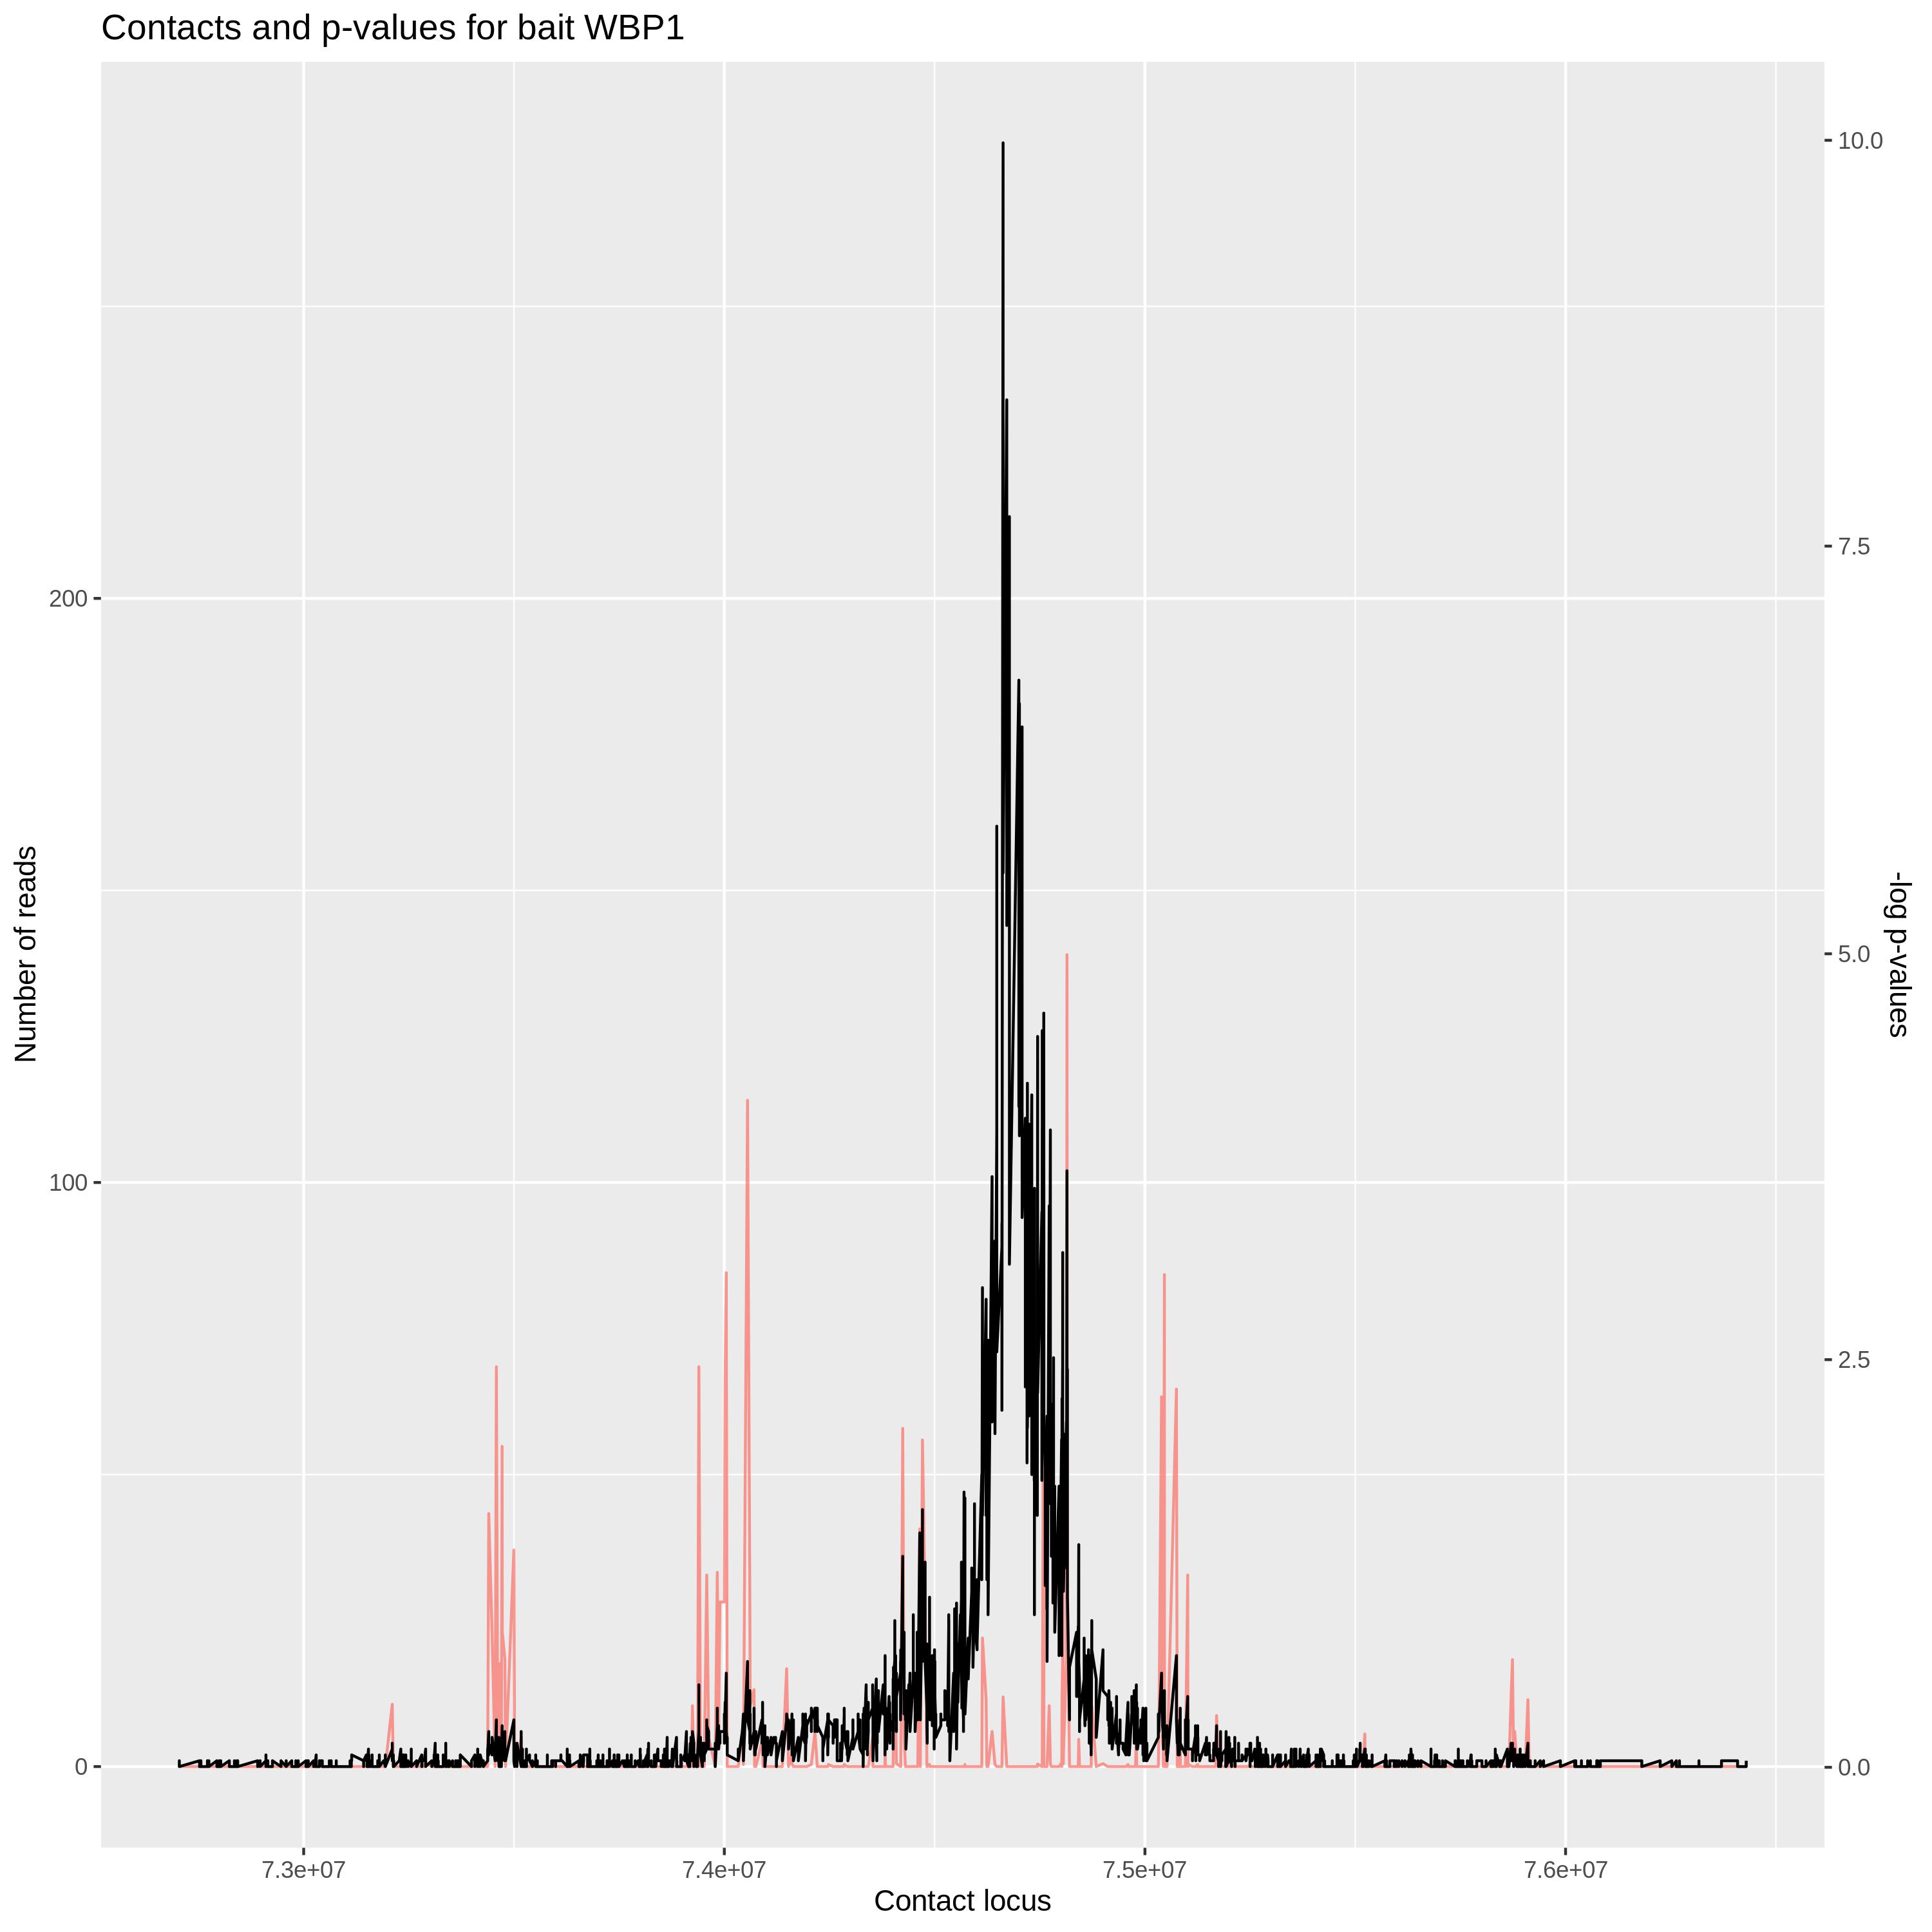 Contacts and p-values for bait WBP1
Number of reads
200
100
0
10.0
7.5
5.0
2.5
0.0
-log p-values
7.3e+07
7.4e+07
7.5e+07
7.6e+07
Contact locus